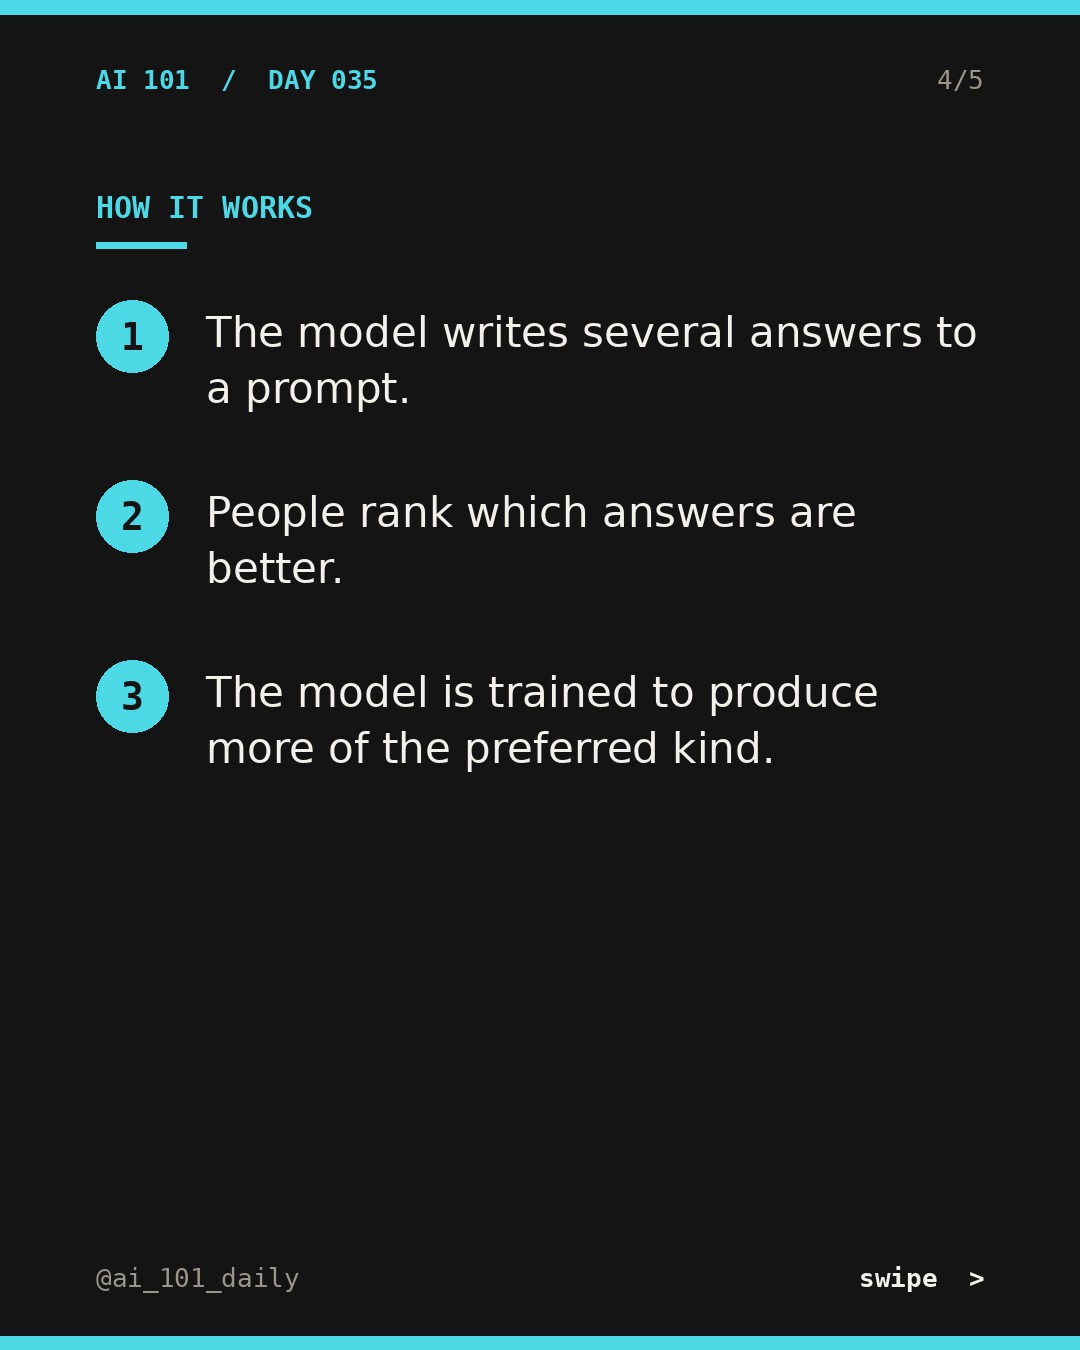 AI 101 / DAY 035
4/5
HOW IT WORKS
1 The model writes several answers to
a prompt.
2 People rank which answers are
better.
3 The model is trained to produce
more of the preferred kind.
@ai_101_daily
swipe >